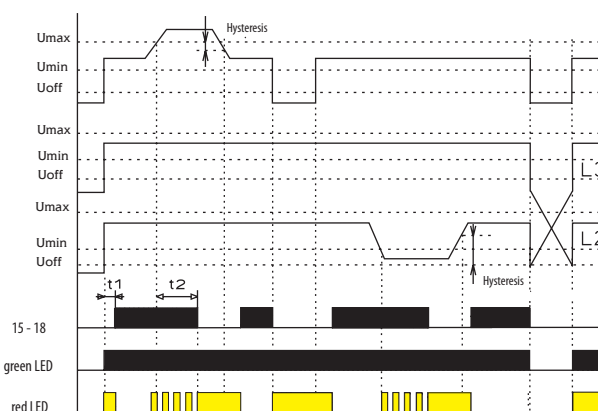 Hysteresis
Umax
Umin
Uoff
Umax
Umin
Uoff
L3
Umax
Umin
Uoff
L2
Hysteresis
t1
t2
15 - 18
green LED
red LED